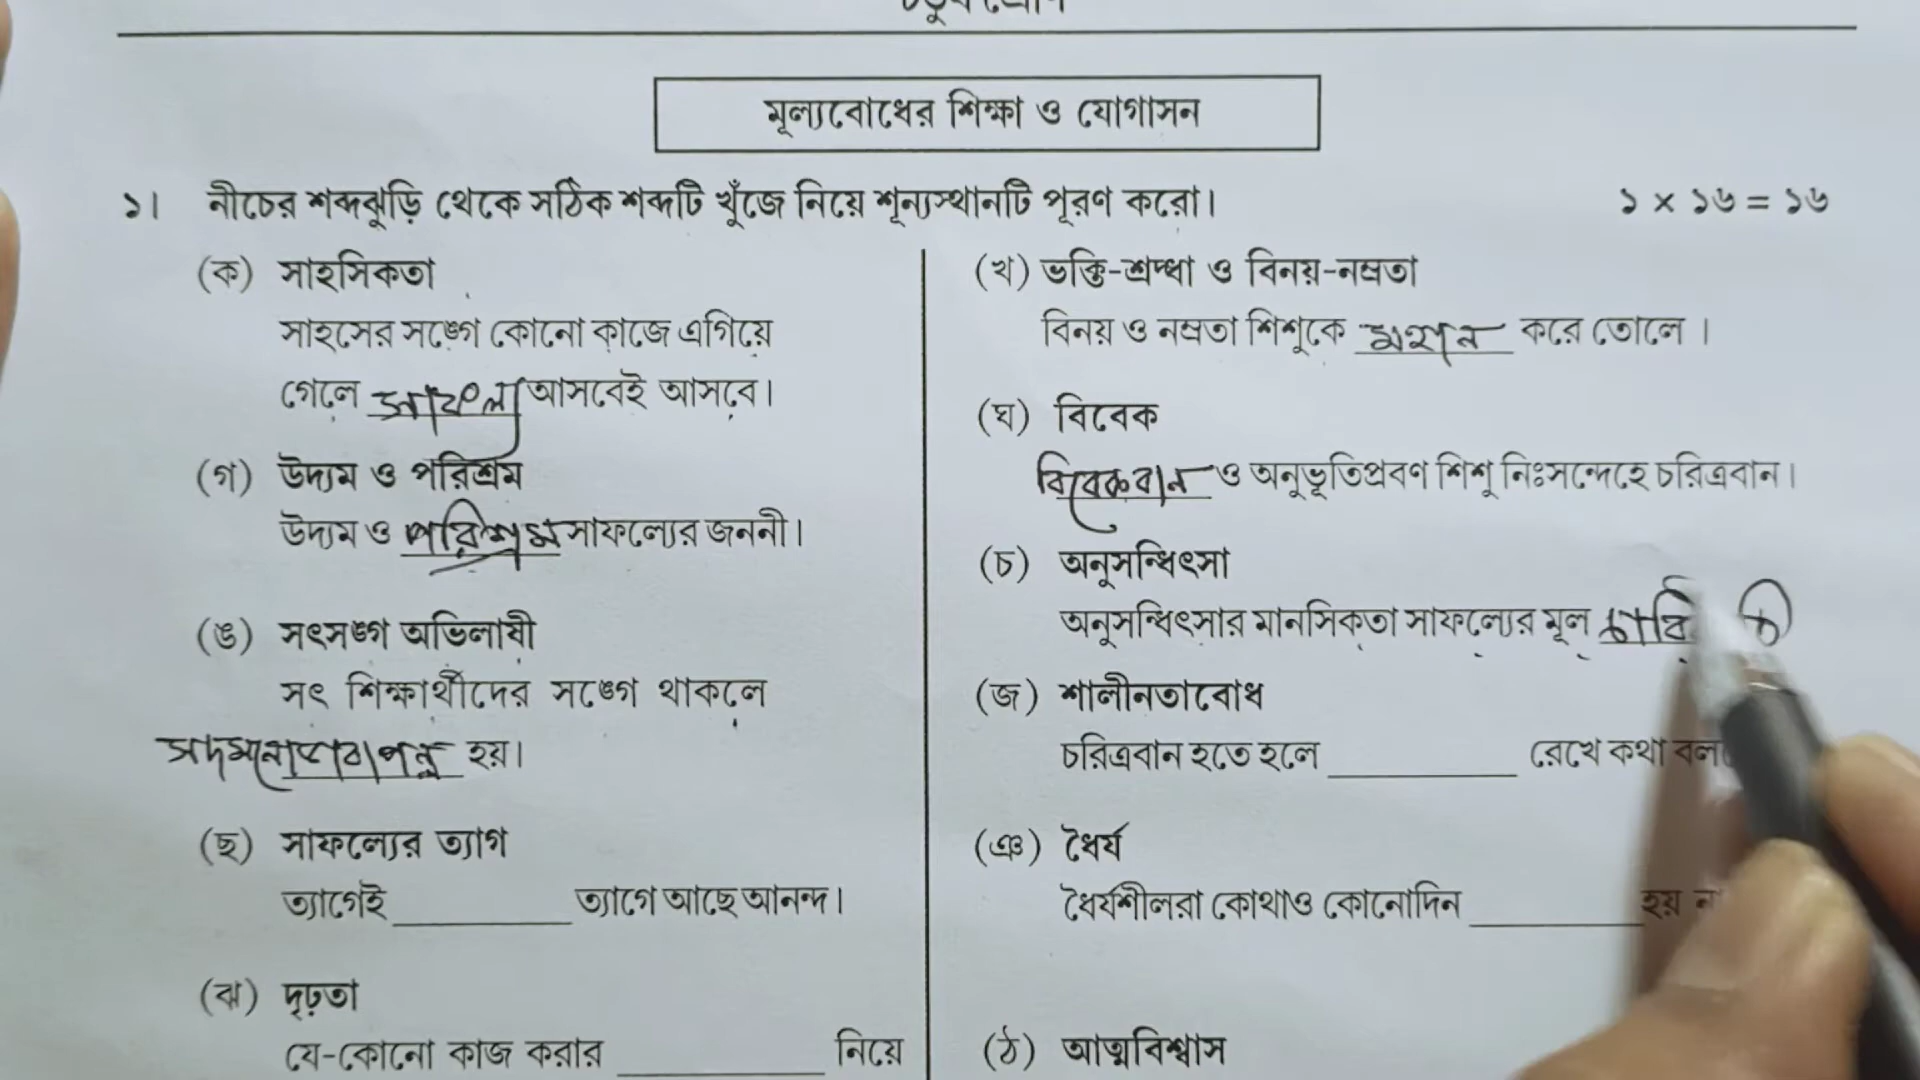 চতুর্থ শ্রেণি
মূল্যবোধের শিক্ষা ও যোগাসন
১। নীচের শব্দঝুড়ি থেকে সঠিক শব্দটি খুঁজে নিয়ে শূন্যস্থানটি পূরণ করো। ১ × ১৬ = ১৬
(ক) সাহসিকতা
সাহসের সঙ্গে কোনো কাজে এগিয়ে
গেলে সাফল্য আসবেই আসবে।
(গ) উদ্যম ও পরিশ্রম
উদ্যম ও পরিশ্রম সাফল্যের জননী।
(ঙ) সৎসঙ্গ অভিলাষী
সৎ শিক্ষার্থীদের সঙ্গে থাকলে
সদমনোভাবাপন্ন হয়।
(ছ) সাফল্যের ত্যাগ
ত্যাগেই ত্যাগে আছে আনন্দ।
(ঝ) দৃঢ়তা
যে-কোনো কাজ করার নিয়ে
(খ) ভক্তি-শ্রদ্ধা ও বিনয়-নম্রতা
বিনয় ও নম্রতা শিশুকে মহান করে তোলে।
(ঘ) বিবেক
বিবেকবান ও অনুভূতিপ্রবণ শিশু নিঃসন্দেহে চরিত্রবান।
(চ) অনুসন্ধিৎসা
অনুসন্ধিৎসার মানসিকতা সাফল্যের মূল
(জ) শালীনতাবোধ
চরিত্রবান হতে হলে রেখে কথা
(ঞ) ধৈর্য
ধৈর্যশীলরা কোথাও কোনোদিন হয়
(ঠ) আত্মবিশ্বাস